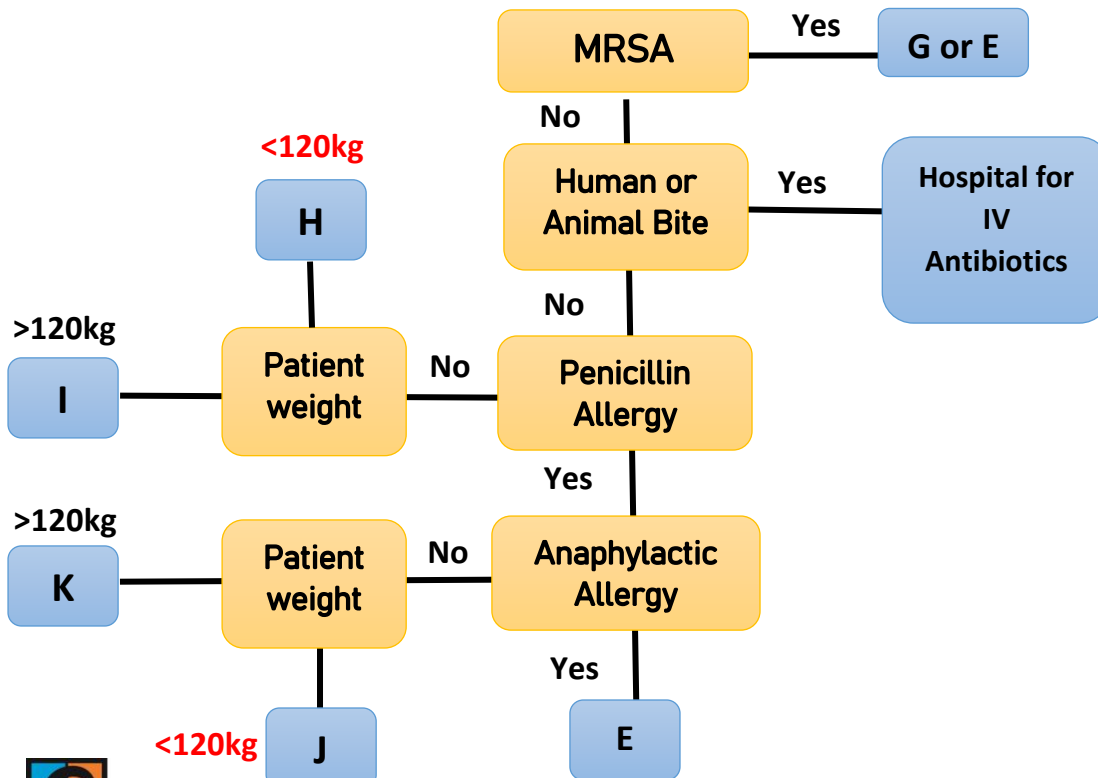 MRSA
Yes
G or E
No
<120kg
H
Human or
Animal Bite
Yes
Hospital for
IV
Antibiotics
No
>120kg
I
Patient
weight
No
Penicillin
Allergy
Yes
>120kg
K
Patient
weight
No
Anaphylactic
Allergy
Yes
<120kg
J
E